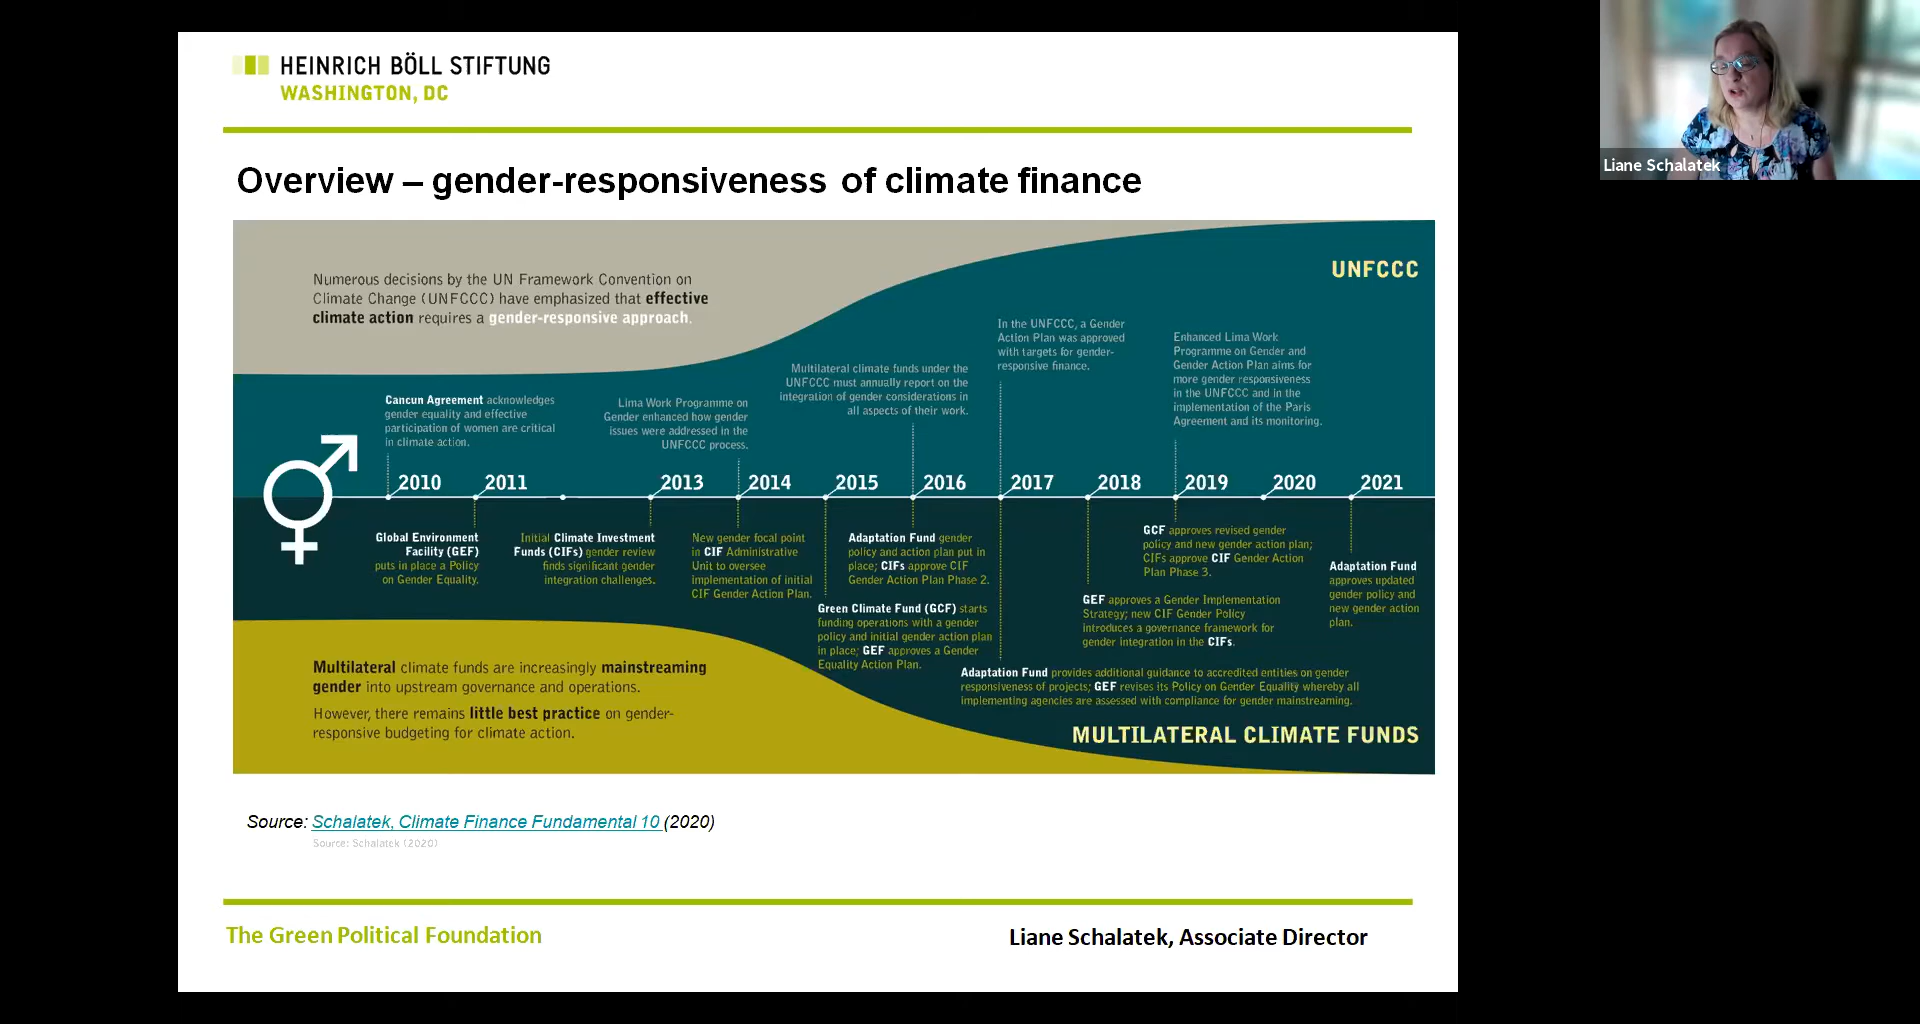 HEINRICH BÖLL STIFTUNG
WASHINGTON, DC
Liane Schalatek
Overview – gender-responsiveness of climate finance
Numerous decisions by the UN Framework Convention on
Climate Change (UNFCCC) have emphasized that effective
climate action requires a gender-responsive approach.
UNFCCC
Cancun Agreement acknowledges
gender equality and effective
participation of women are critical
in climate action.
Lima Work Programme on
Gender enhanced how gender
issues were addressed in the
UNFCCC process.
Multilateral climate funds under the
UNFCCC must annually report on the
integration of gender considerations in
all aspects of their work.
In the UNFCCC, a Gender
Action Plan was approved
with targets for gender-
responsive finance.
Enhanced Lima Work
Programme on Gender and
Gender Action Plan aims for
more gender responsiveness
in the UNFCCC and in the
implementation of the Paris
Agreement and its monitoring.
2010 2011 2013 2014 2015 2016 2017 2018 2019 2020 2021
Global Environment
Facility (GEF)
puts in place a Policy
on Gender Equality.
Initial Climate Investment
Funds (CIFs) gender review
finds significant gender
integration challenges.
New gender focal point
in CIF Administrative
Unit to oversee
implementation of initial
CIF Gender Action Plan.
Green Climate Fund (GCF) starts
funding operations with a gender
policy and initial gender action plan
in place; GEF approves a Gender
Equality Action Plan.
Adaptation Fund gender
policy and action plan put in
place; CIFs approve CIF
Gender Action Plan Phase 2.
Adaptation Fund provides additional guidance to accredited entities on gender
responsiveness of projects; GEF revises its Policy on Gender Equality whereby all
implementing agencies are assessed with compliance for gender mainstreaming.
GEF approves a Gender Implementation
Strategy; new CIF Gender Policy
introduces a governance framework for
gender integration in the CIFs.
GCF approves revised gender
policy and new gender action plan;
CIFs approve CIF Gender Action
Plan Phase 3.
Adaptation Fund
approves updated
gender policy and
new gender action
plan.
Multilateral climate funds are increasingly mainstreaming
gender into upstream governance and operations.
However, there remains little best practice on gender-
responsive budgeting for climate action.
MULTILATERAL CLIMATE FUNDS
Source: Schalatek, Climate Finance Fundamental 10 (2020)
Source: Schalatek (2020)
The Green Political Foundation
Liane Schalatek, Associate Director